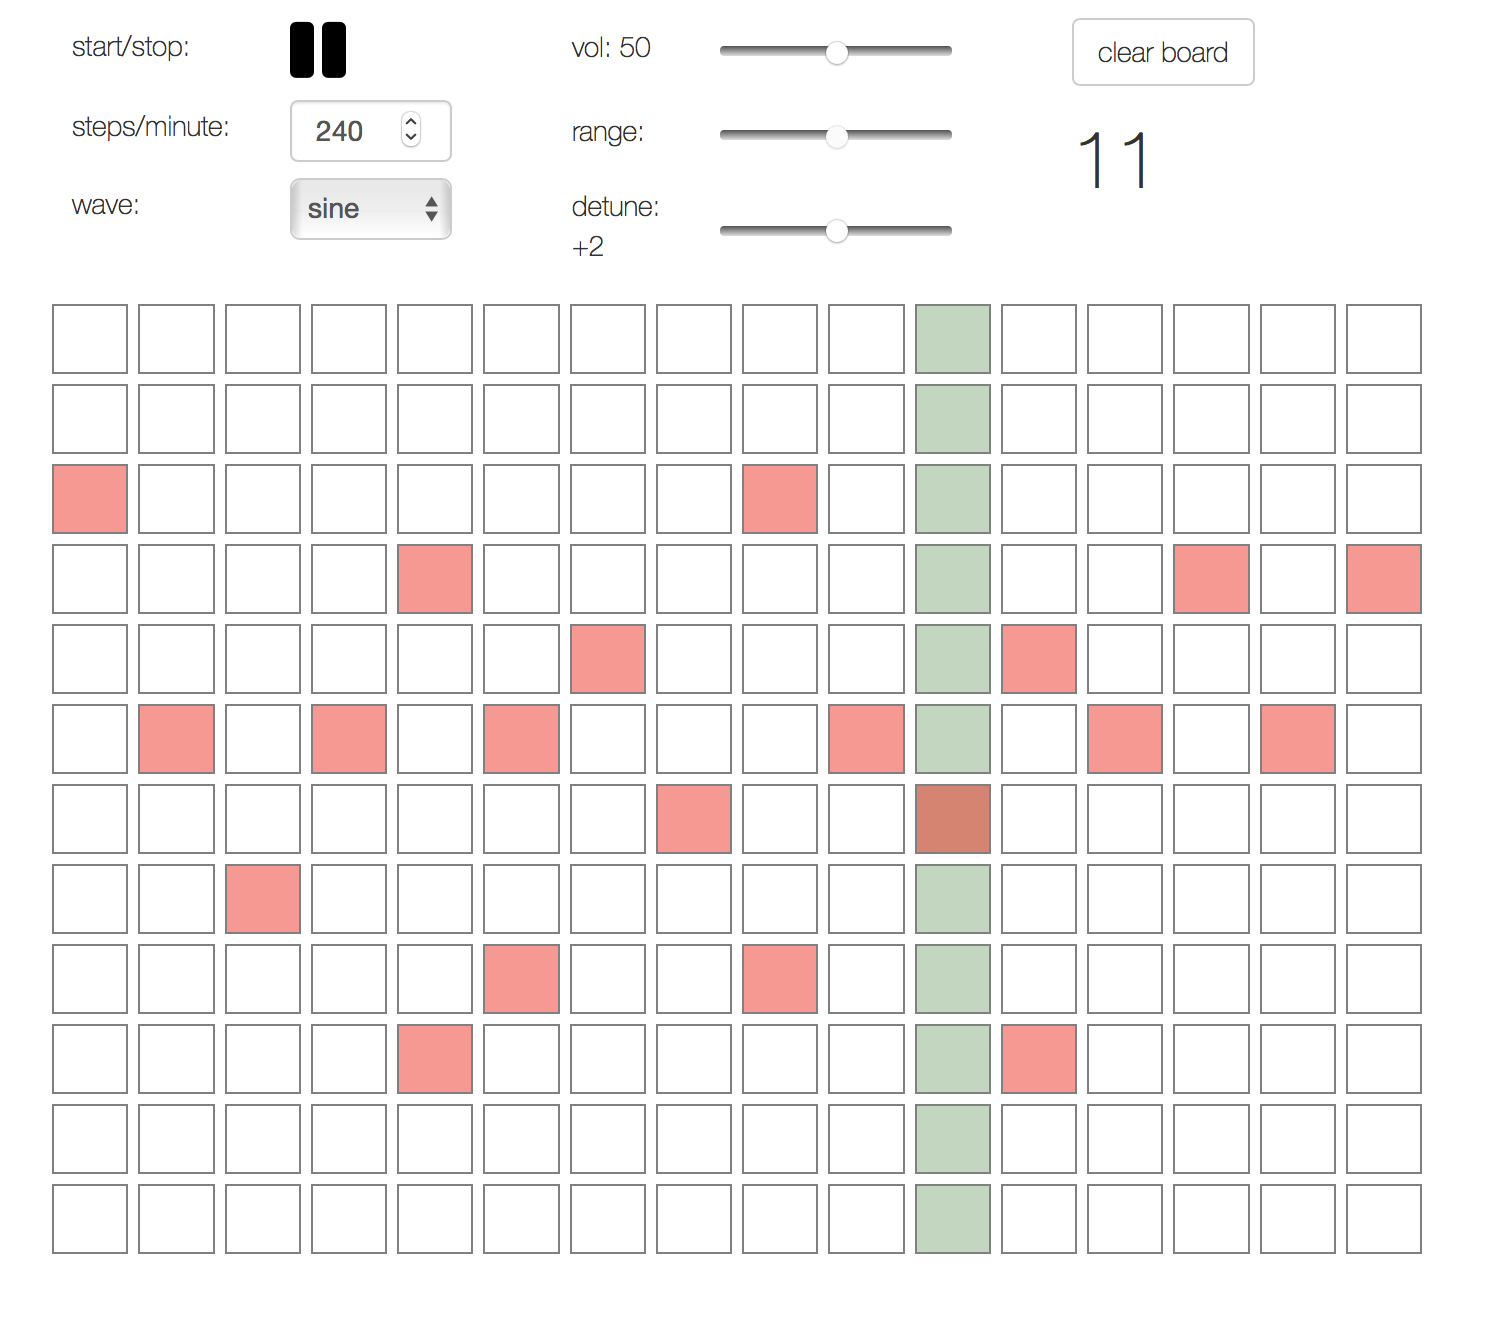 start/stop:
vol: 50
clear board
steps/minute:
240
range:
11
wave:
sine
detune:
+2